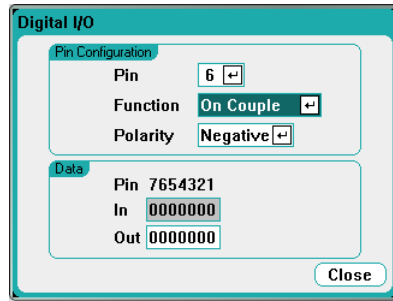 Digital I/O
Pin Configuration
Pin 6
Function On Couple
Polarity Negative
Data
Pin 7654321
In 0000000
Out 0000000
Close